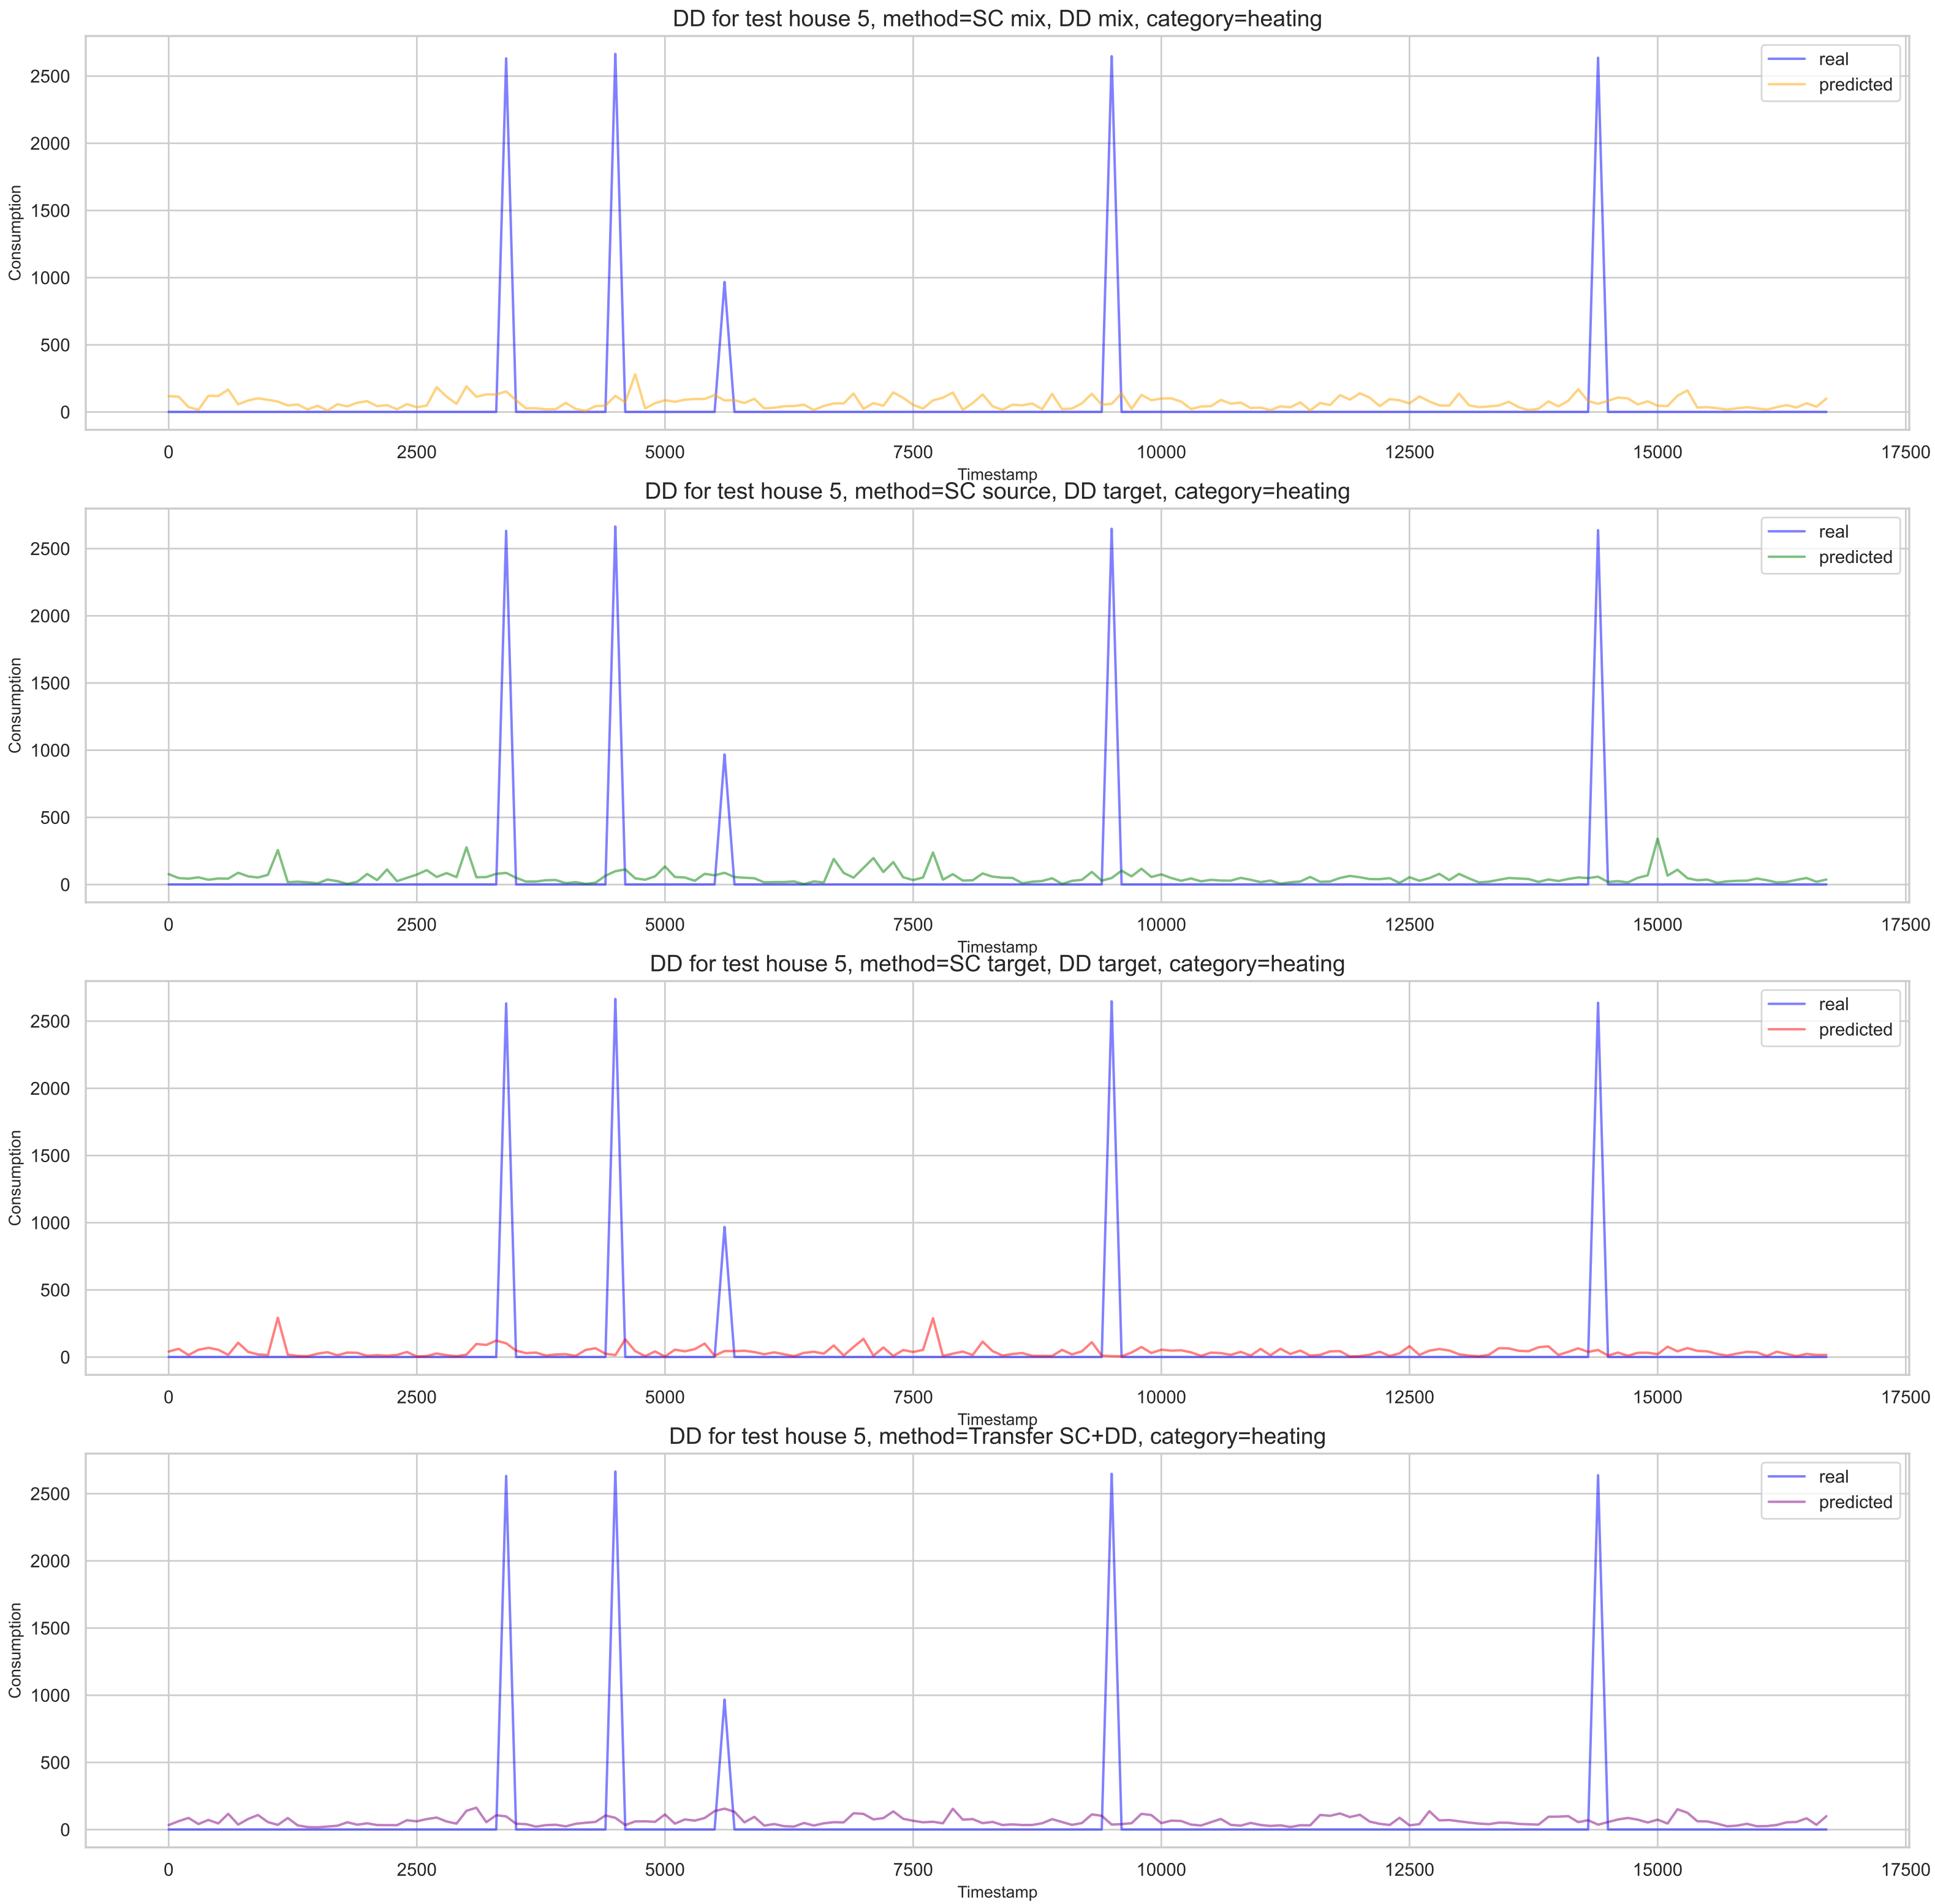 DD for test house 5, method=SC mix, DD mix, category=heating
real
predicted
2500
2000
1500
1000
500
0
Consumption
0 2500 5000 7500 10000 12500 15000 17500
Timestamp
DD for test house 5, method=SC source, DD target, category=heating
real
predicted
2500
2000
1500
1000
500
0
Consumption
0 2500 5000 7500 10000 12500 15000 17500
Timestamp
DD for test house 5, method=SC target, DD target, category=heating
real
predicted
2500
2000
1500
1000
500
0
Consumption
0 2500 5000 7500 10000 12500 15000 17500
Timestamp
DD for test house 5, method=Transfer SC+DD, category=heating
real
predicted
2500
2000
1500
1000
500
0
Consumption
0 2500 5000 7500 10000 12500 15000 17500
Timestamp